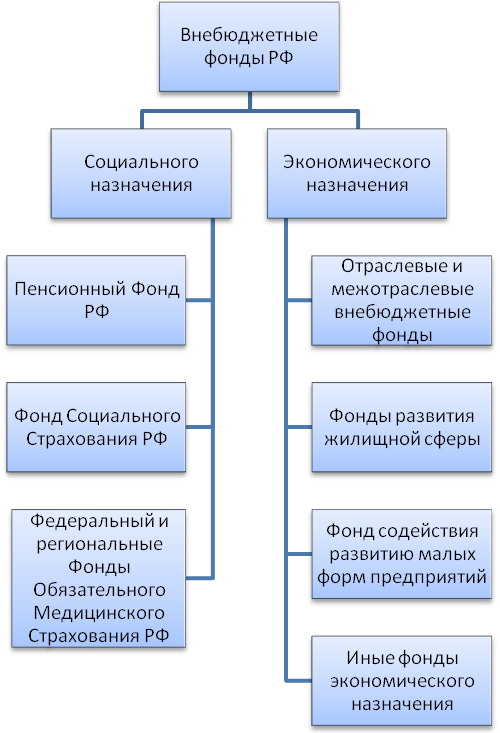 Внебюджетные
фонды РФ
Социального
назначения
Экономического
назначения
Пенсионный Фонд
РФ
Фонд Социального
Страхования РФ
Федеральный и
региональные
Фонды
Обязательного
Медицинского
Страхования РФ
Отраслевые и
межотраслевые
внебюджетные
фонды
Фонды развития
жилищной сферы
Фонд содействия
развитию малых
форм предприятий
Иные фонды
экономического
назначения